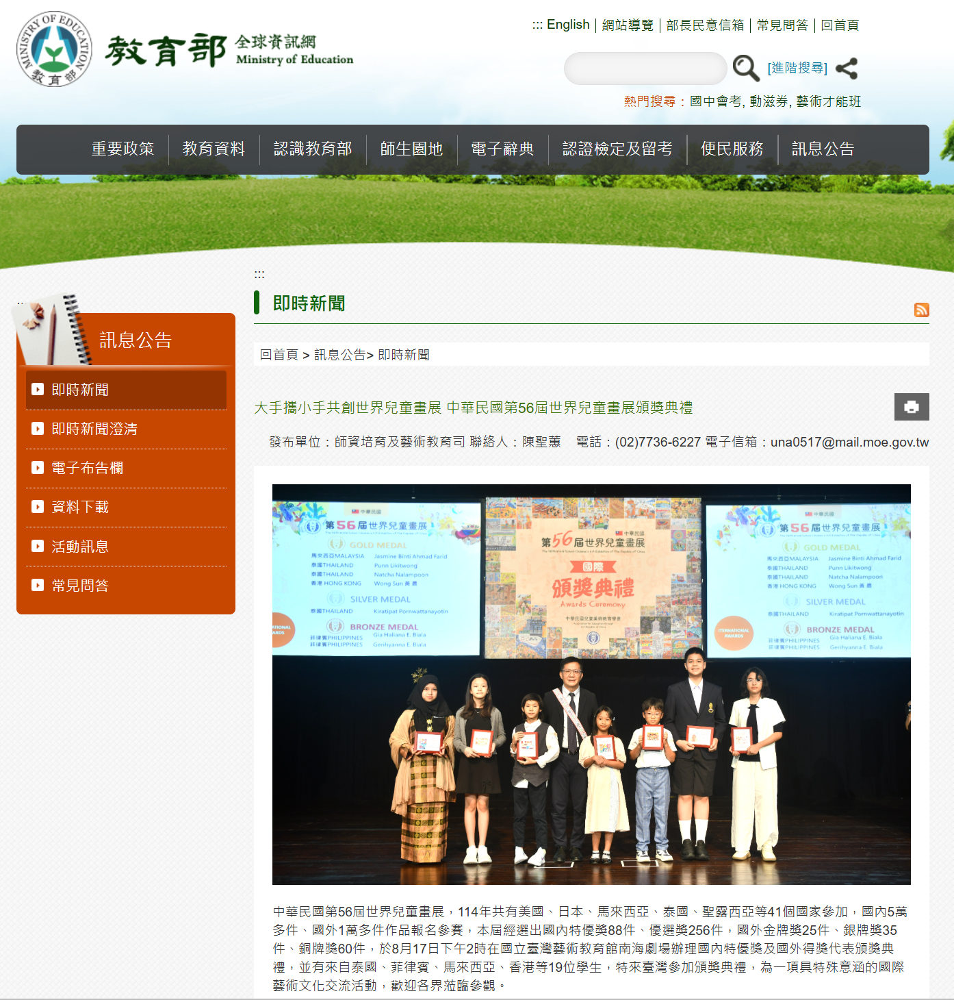 MINISTRY OF EDUCATION
教育部
教育部 全球資訊網
Ministry of Education
::: English | 網站導覽 | 部長民意信箱 | 常見問答 | 回首頁
[進階搜尋]
熱門搜尋：國中會考, 動滋券, 藝術才能班
重要政策 教育資料 認識教育部 師生園地 電子辭典 認證檢定及留考 便民服務 訊息公告
:::
即時新聞
訊息公告
即時新聞
即時新聞澄清
電子布告欄
資料下載
活動訊息
常見問答
回首頁 > 訊息公告> 即時新聞
大手攜小手共創世界兒童畫展 中華民國第56屆世界兒童畫展頒獎典禮
發布單位：師資培育及藝術教育司 聯絡人：陳聖蕙 電話：(02)7736-6227 電子信箱：una0517@mail.moe.gov.tw
中華民國
第56屆世界兒童畫展
GOLD MEDAL
馬來西亞MALAYSIA Jasmine Binti Ahmad Farid
泰國THAILAND Punn Likitwong
泰國THAILAND Natcha Nalampoon
香港 HONG KONG Wong Sun
SILVER MEDAL
泰國THAILAND Kiratipat Pornwattanayotin
BRONZE MEDAL
菲律賓PHILIPPINES Gia Haliana E. Biala
菲律賓PHILIPPINES Gerihyanna E. Biala
ATIONAL
AWARDS
中華民國
第56屆世界兒童畫展
國際
頒獎典禮
Awards Ceremony
中華民國兒童美術教育學會
中華民國
第56屆世界兒童畫展
GOLD MEDAL
馬來西亞MALAYSIA Jasmine Binti Ahmad Farid
泰國THAILAND Punn Likitwong
泰國THAILAND Natcha Nalampoon
香港 HONG KONG Wong Sun
SILVER MEDAL
泰國THAILAND Kiratipat Pornwattanayotin
BRONZE MEDAL
菲律賓PHILIPPINES Gia Haliana E. Biala
菲律賓PHILIPPINES Gerihyanna E. Biala
ITERNATIONAL
AWARDS
中華民國第56屆世界兒童畫展，114年共有美國、日本、馬來西亞、泰國、聖露西亞等41個國家參加，國內5萬
多件、國外1萬多件作品報名參賽，本屆經選出國內特優獎88件、優選獎256件，國外金牌獎25件、銀牌獎35
件、銅牌獎60件，於8月17日下午2時在國立臺灣藝術教育館南海劇場辦理國內特優獎及國外得獎代表頒獎典
禮，並有來自泰國、菲律賓、馬來西亞、香港等19位學生，特來臺灣參加頒獎典禮，為一項具特殊意涵的國際
藝術文化交流活動，歡迎各界蒞臨參觀。